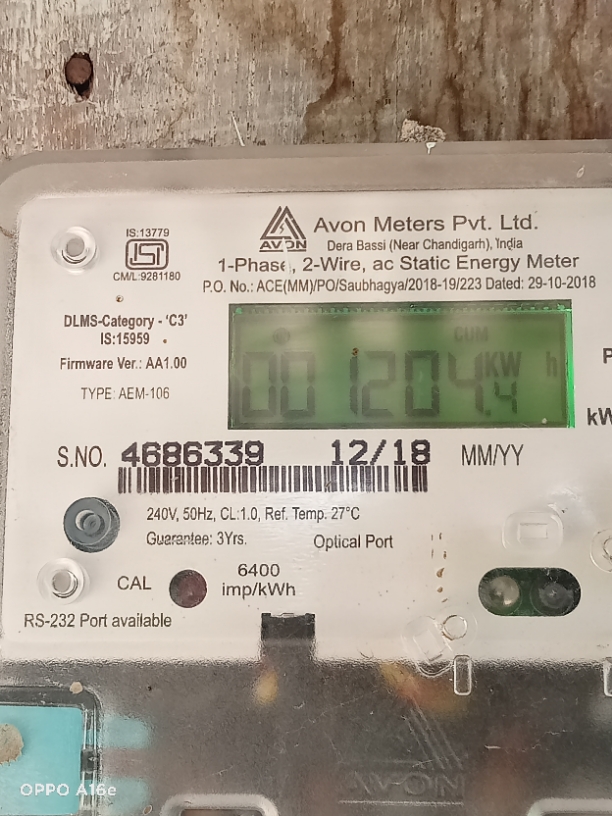 IS:13779
CM/L:9281180
AVON
Avon Meters Pvt. Ltd.
Dera Bassi (Near Chandigarh), India
1-Phase, 2-Wire, ac Static Energy Meter
P.O. No.: ACE(MM)/PO/Saubhagya/2018-19/223 Dated: 29-10-2018
DLMS-Category - 'C3'
IS:15959
Firmware Ver.: AA1.00
TYPE: AEM-106
CUM
001204.4 KW h
P
kW
S.NO. 4686339 12/18 MM/YY
240V, 50Hz, CL:1.0, Ref. Temp. 27°C
Guarantee: 3Yrs.
Optical Port
CAL
6400
imp/kWh
RS-232 Port available
OPPO A16e